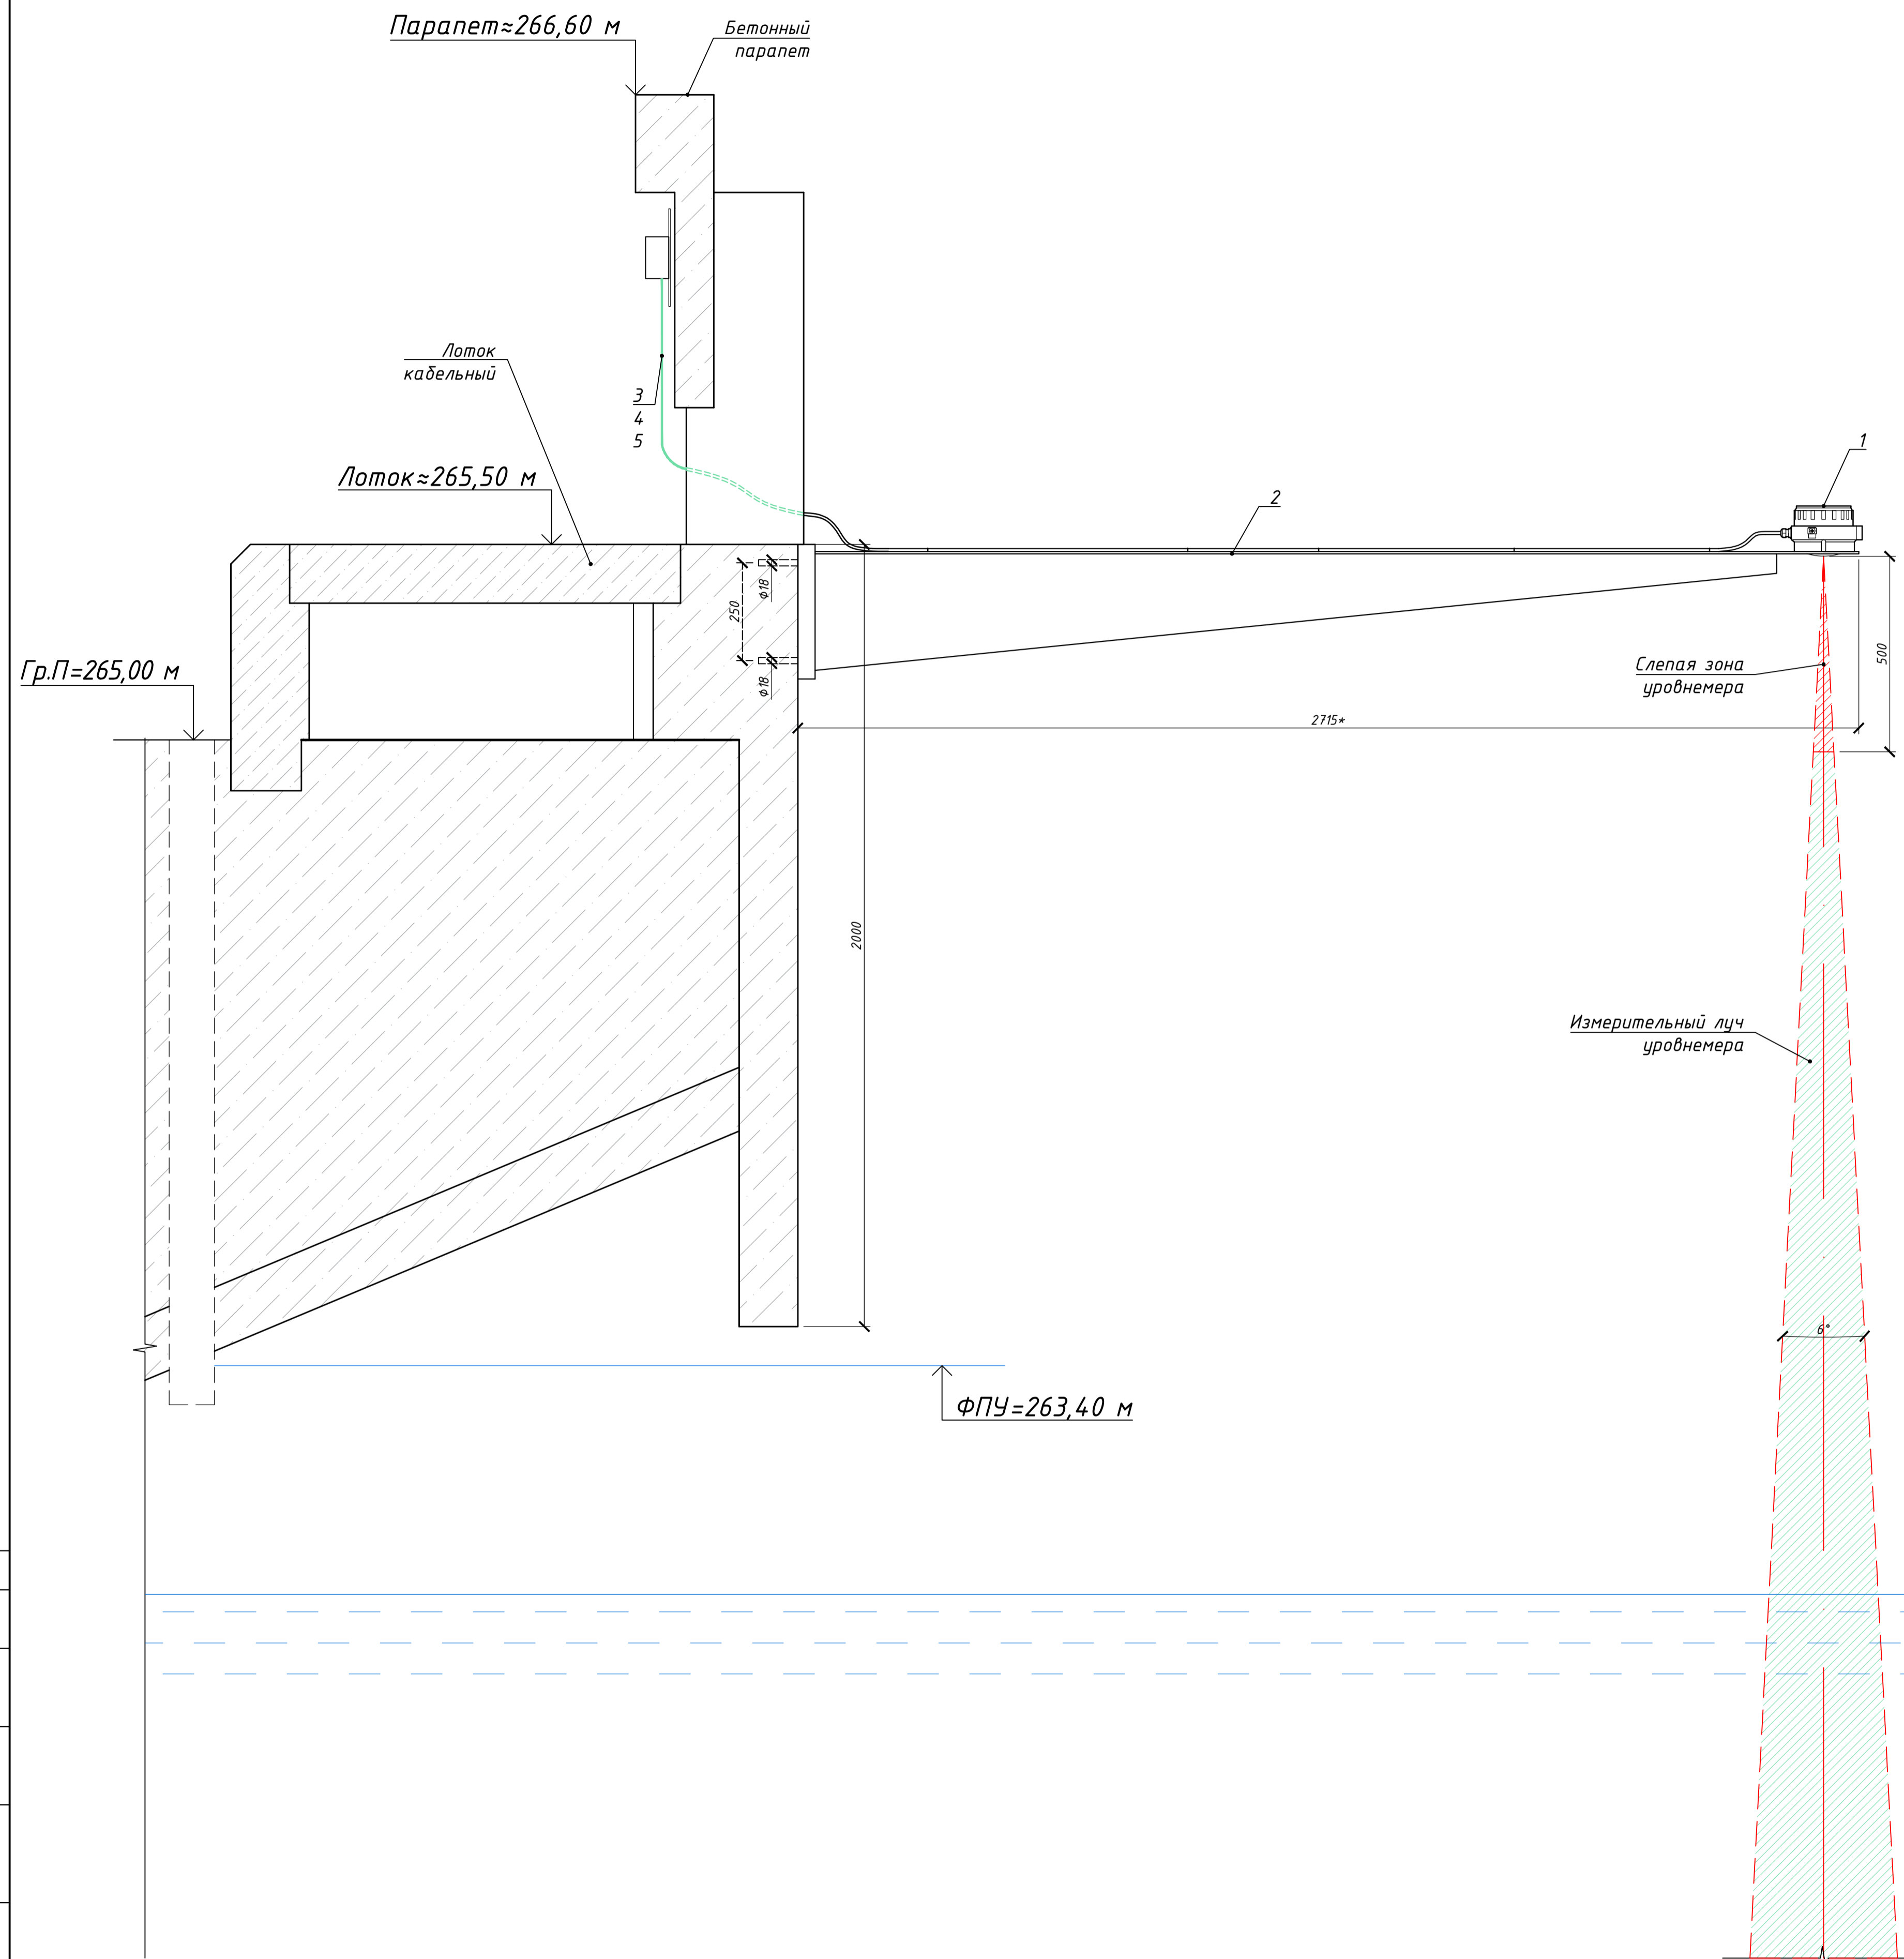 Парапет≈266,60 м
Бетонный
парапет
Лоток
кабельный
3
4
5
1
Лоток≈265,50 м
2
Ф18
250
Гр.П=265,00 м
Ф18
Слепая зона
уровнемера
500
2715*
2000
Измерительный луч
уровнемера
6°
ФПУ=263,40 м